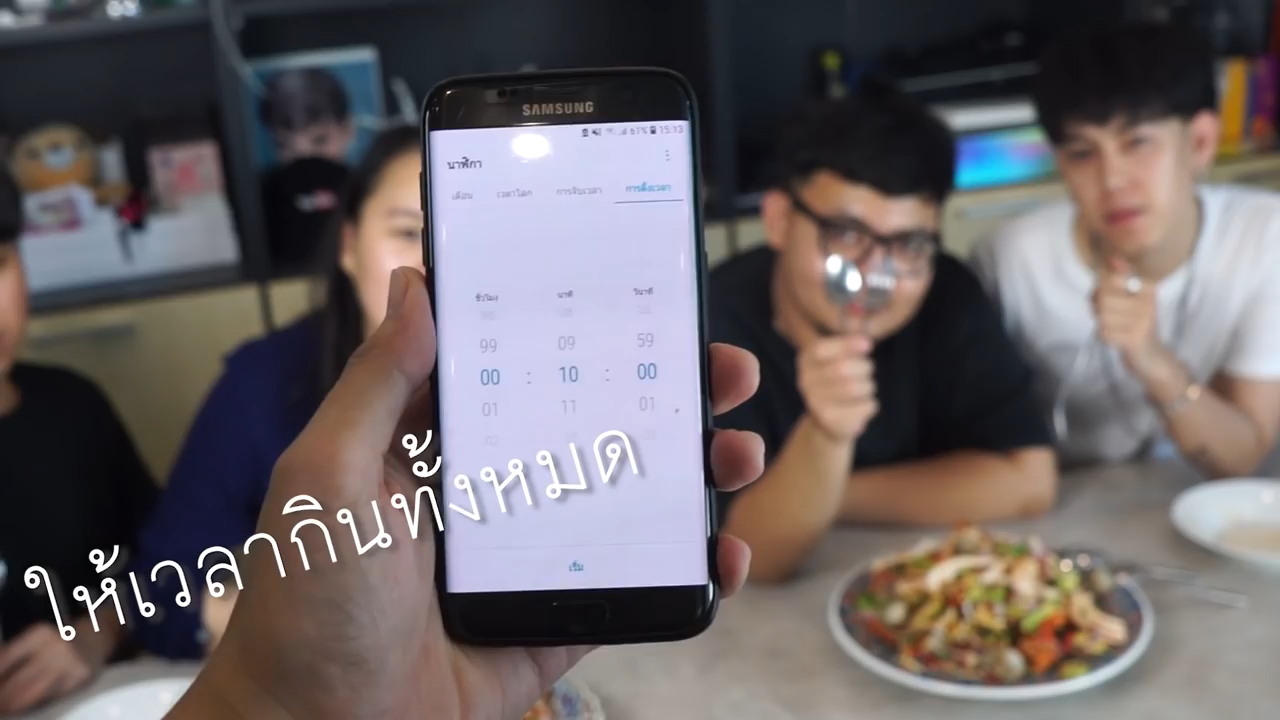 SAMSUNG
67% 15:13
นาฬิกา
เตือน เวลาโลก การจับเวลา การตั้งเวลา
ชั่วโมง นาที วินาที
99 09 59
00 : 10 : 00
01 11 01
เริ่ม
ให้เวลากินทั้งหมด